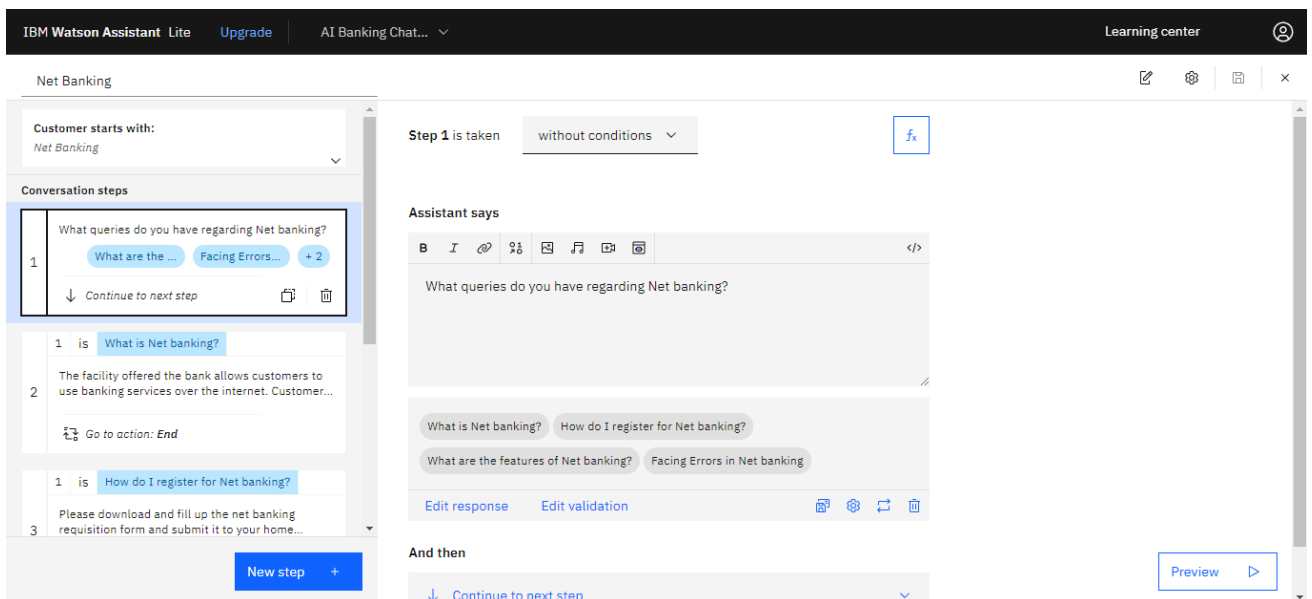 IBM Watson Assistant Lite Upgrade AI Banking Chat... Learning center
Net Banking
Customer starts with:
Net Banking
Conversation steps
1
What queries do you have regarding Net banking?
What are the ... Facing Errors... + 2
Continue to next step
2
1 is What is Net banking?
The facility offered the bank allows customers to
use banking services over the internet. Customer...
Go to action: End
3
1 is How do I register for Net banking?
Please download and fill up the net banking
requisition form and submit it to your home...
New step +
Step 1 is taken without conditions fx
Assistant says
B I </>
What queries do you have regarding Net banking?
What is Net banking? How do I register for Net banking?
What are the features of Net banking? Facing Errors in Net banking
Edit response Edit validation
And then
Continue to next step
Preview